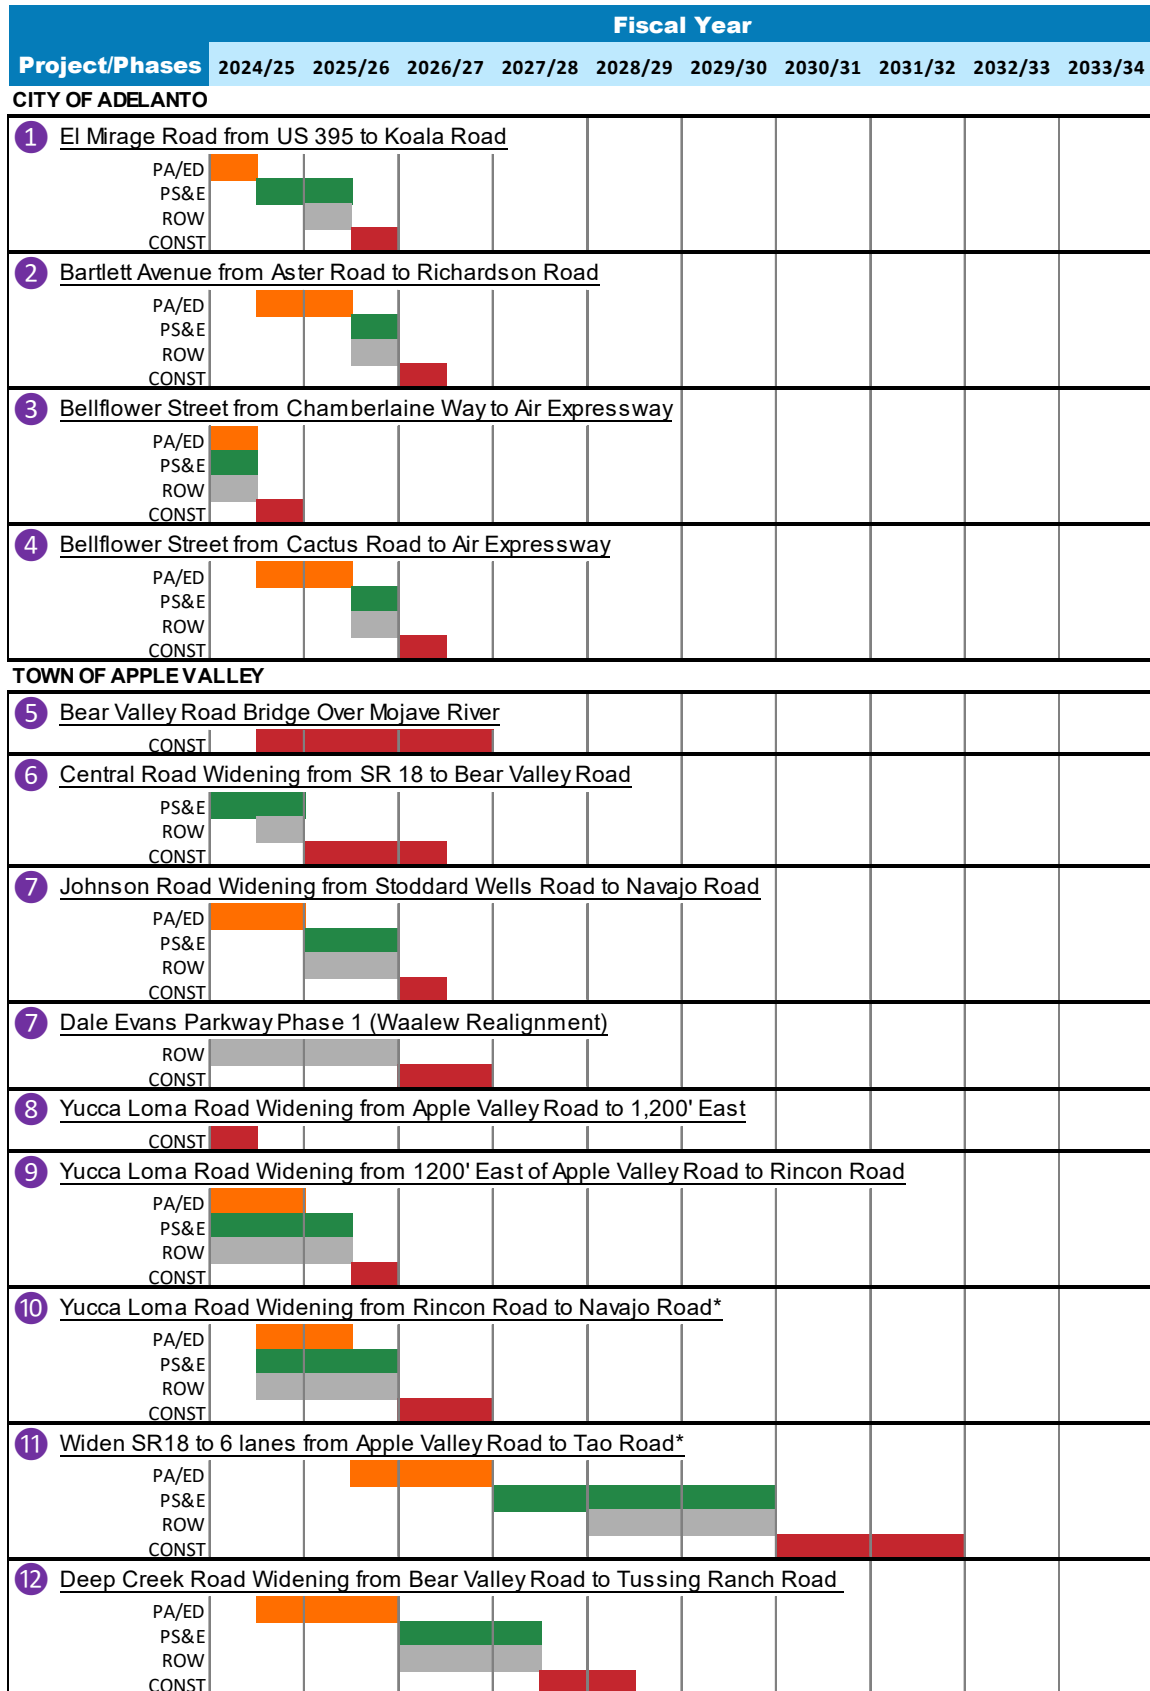 Fiscal Year
Project/Phases 2024/25 2025/26 2026/27 2027/28 2028/29 2029/30 2030/31 2031/32 2032/33 2033/34
CITY OF ADELANTO
1 El Mirage Road from US 395 to Koala Road
PA/ED
PS&E
ROW
CONST
2 Bartlett Avenue from Aster Road to Richardson Road
PA/ED
PS&E
ROW
CONST
3 Bellflower Street from Chamberlaine Way to Air Expressway
PA/ED
PS&E
ROW
CONST
4 Bellflower Street from Cactus Road to Air Expressway
PA/ED
PS&E
ROW
CONST
TOWN OF APPLE VALLEY
5 Bear Valley Road Bridge Over Mojave River
CONST
6 Central Road Widening from SR 18 to Bear Valley Road
PS&E
ROW
CONST
7 Johnson Road Widening from Stoddard Wells Road to Navajo Road
PA/ED
PS&E
ROW
CONST
7 Dale Evans Parkway Phase 1 (Waalew Realignment)
ROW
CONST
8 Yucca Loma Road Widening from Apple Valley Road to 1,200' East
CONST
9 Yucca Loma Road Widening from 1200' East of Apple Valley Road to Rincon Road
PA/ED
PS&E
ROW
CONST
10 Yucca Loma Road Widening from Rincon Road to Navajo Road*
PA/ED
PS&E
ROW
CONST
11 Widen SR18 to 6 lanes from Apple Valley Road to Tao Road*
PA/ED
PS&E
ROW
CONST
12 Deep Creek Road Widening from Bear Valley Road to Tussing Ranch Road
PA/ED
PS&E
ROW
CONST